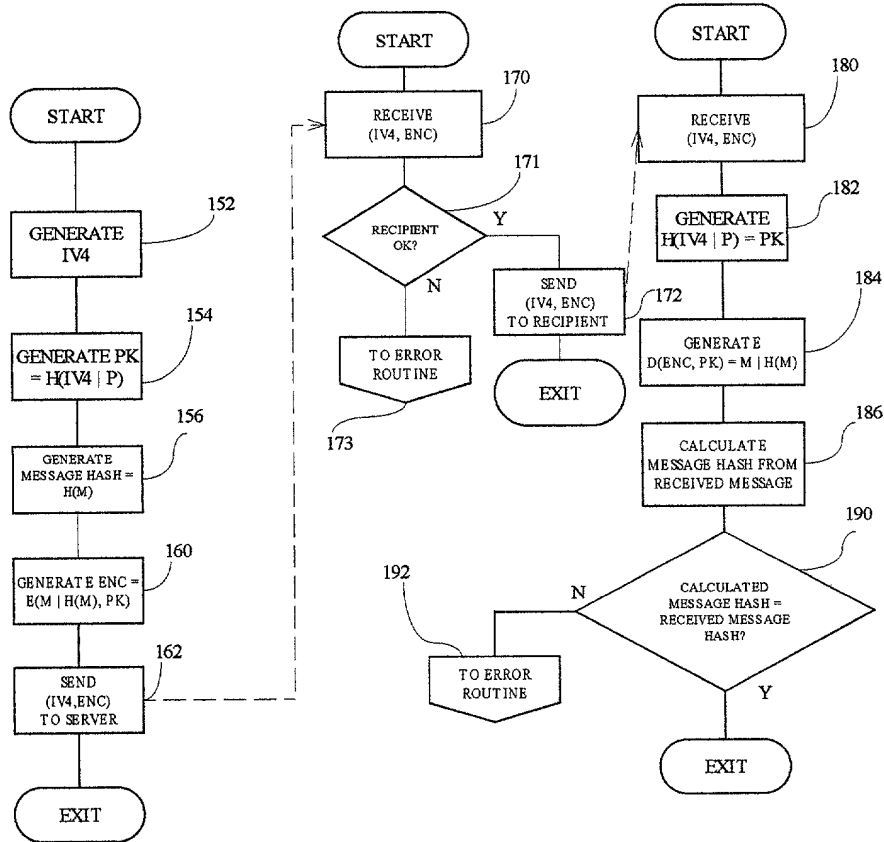 START
152
GENERATE
IV4
154
GENERATE PK
= H(IV4 | P)
156
GENERATE
MESSAGE HASH =
H(M)
160
GENERATE ENC =
E(M | H(M), PK)
162
SEND
(IV4,ENC)
TO SERVER
EXIT
START
170
RECEIVE
(IV4, ENC)
171
RECIPIENT
OK?
Y
N
SEND
(IV4, ENC)
TO RECIPIENT
172
TO ERROR
ROUTINE
173
EXIT
START
180
RECEIVE
(IV4, ENC)
182
GENERATE
H(IV4 | P) = PK
184
GENERATE
D(ENC, PK) = M | H(M)
186
CALCULATE
MESSAGE HASH FROM
RECEIVED MESSAGE
190
CALCULATED
MESSAGE HASH =
RECEIVED MESSAGE
HASH?
N
192
TO ERROR
ROUTINE
Y
EXIT